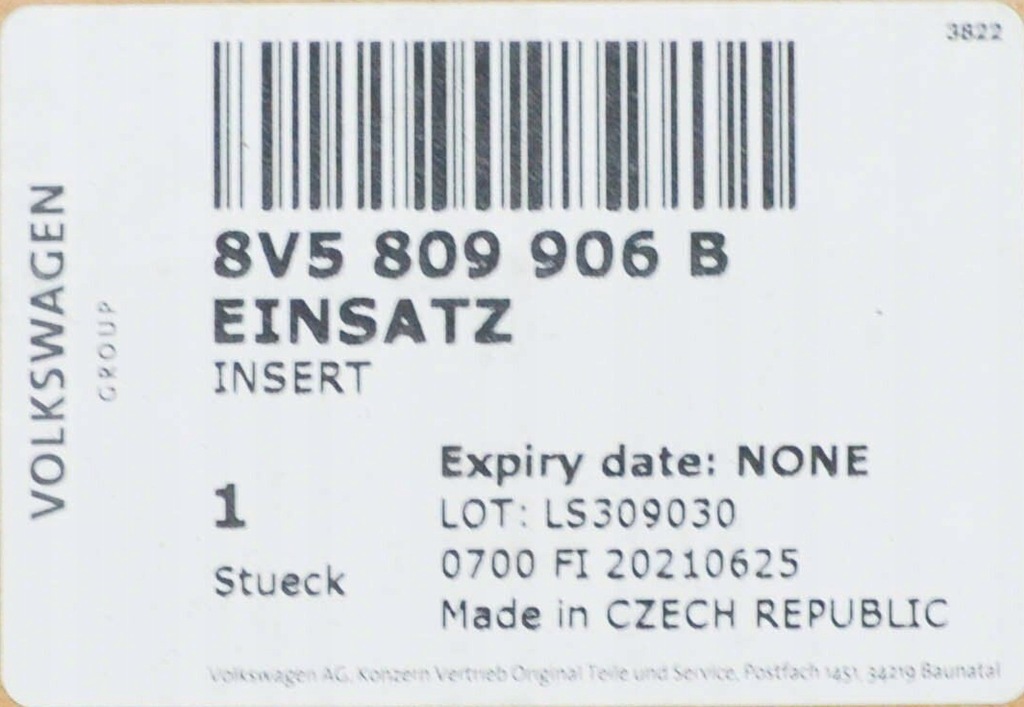 3822
VOLKSWAGEN
GROUP
8V5 809 906 B
EINSATZ
INSERT
1
Stueck
Expiry date: NONE
LOT: LS309030
0700 FI 20210625
Made in CZECH REPUBLIC
Volkswagen AG, Konzern Vertrieb Original Teile und Service, Postfach 1451, 34219 Baunatal